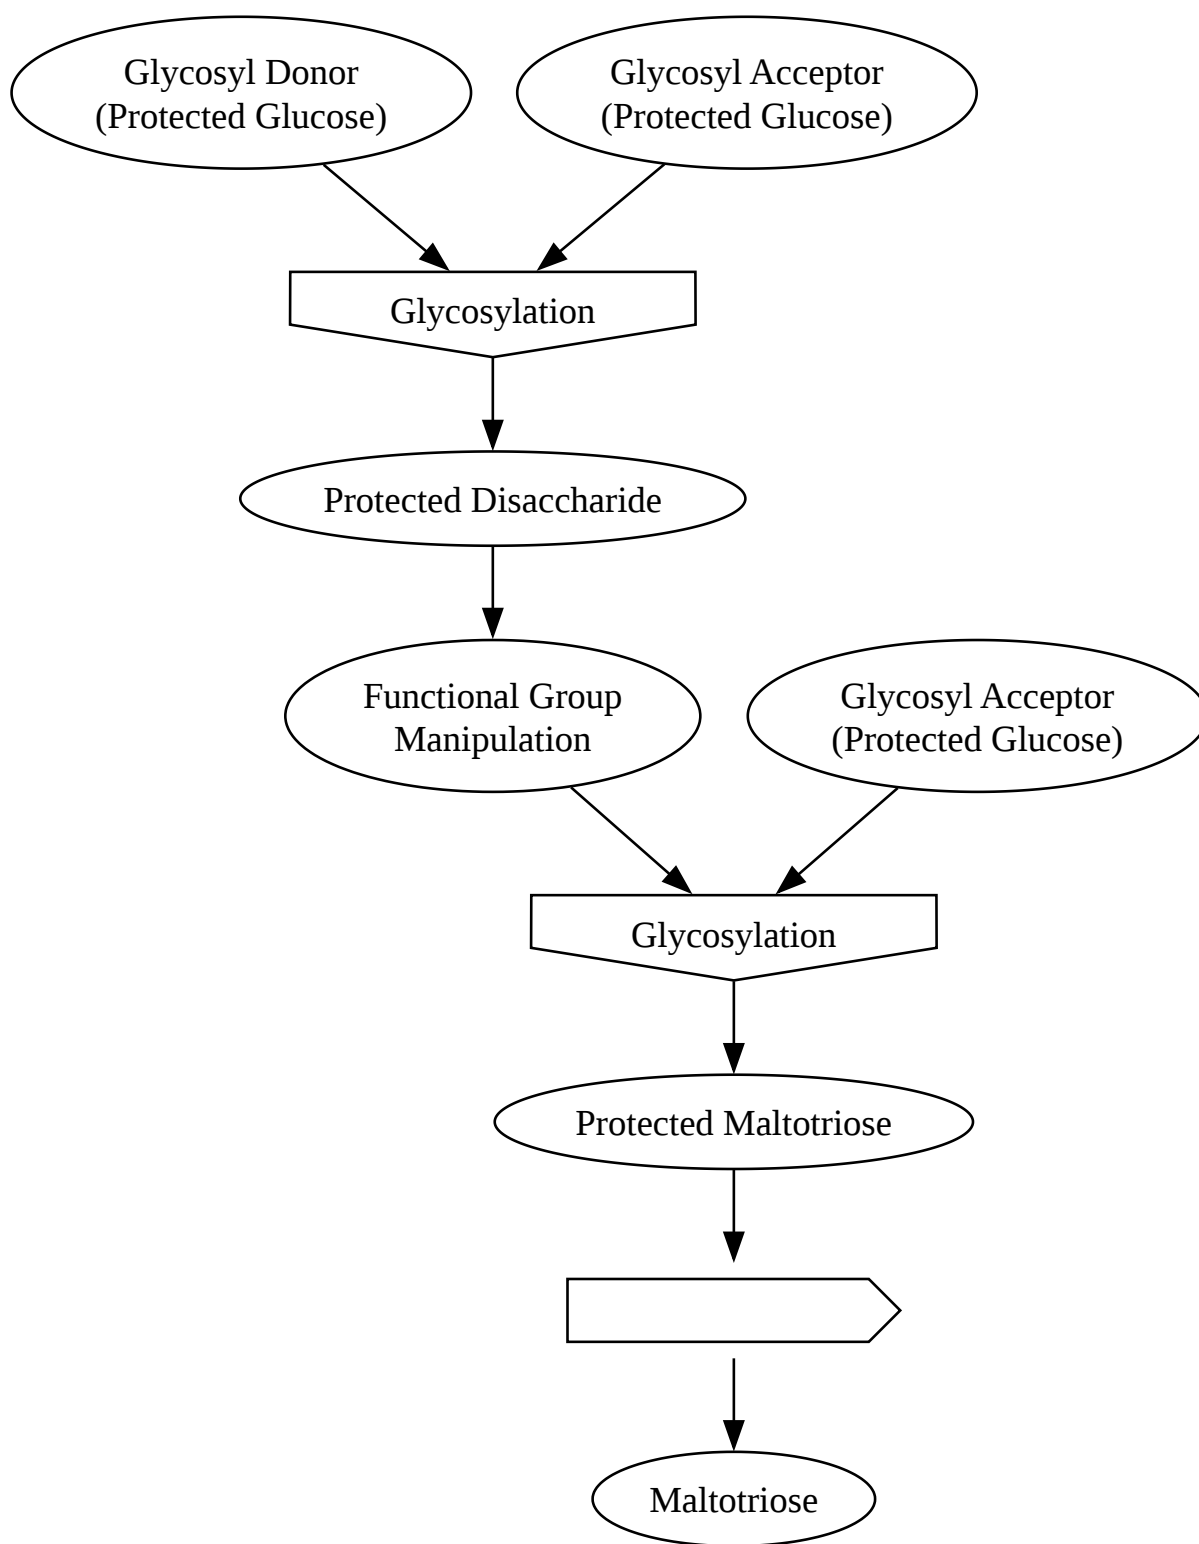 Glycosyl Donor
(Protected Glucose)
Glycosyl Acceptor
(Protected Glucose)
Glycosylation
Protected Disaccharide
Functional Group
Manipulation
Glycosyl Acceptor
(Protected Glucose)
Glycosylation
Protected Maltotriose
Maltotriose